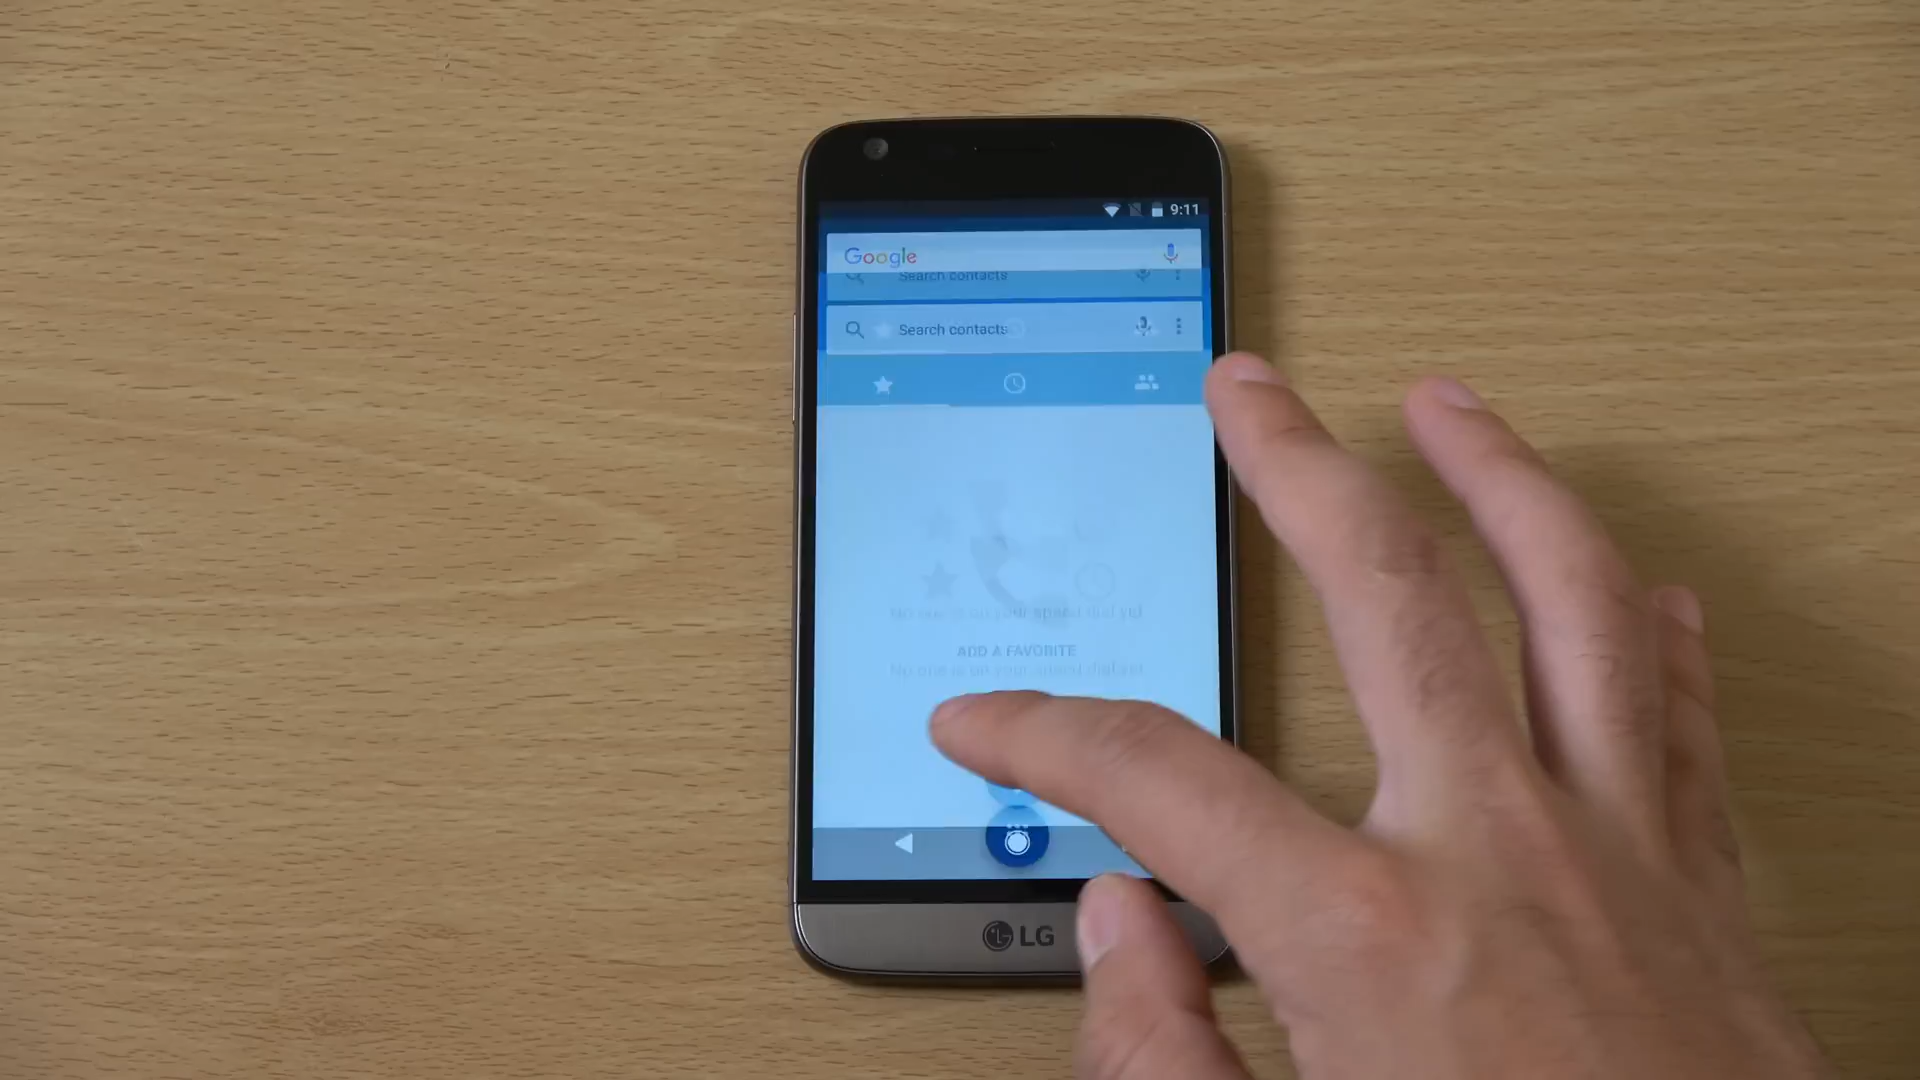 9:11
Google
Search contacts
Search contacts
No one is on your speed dial yet
ADD A FAVORITE
No one is on your speed dial yet
LG